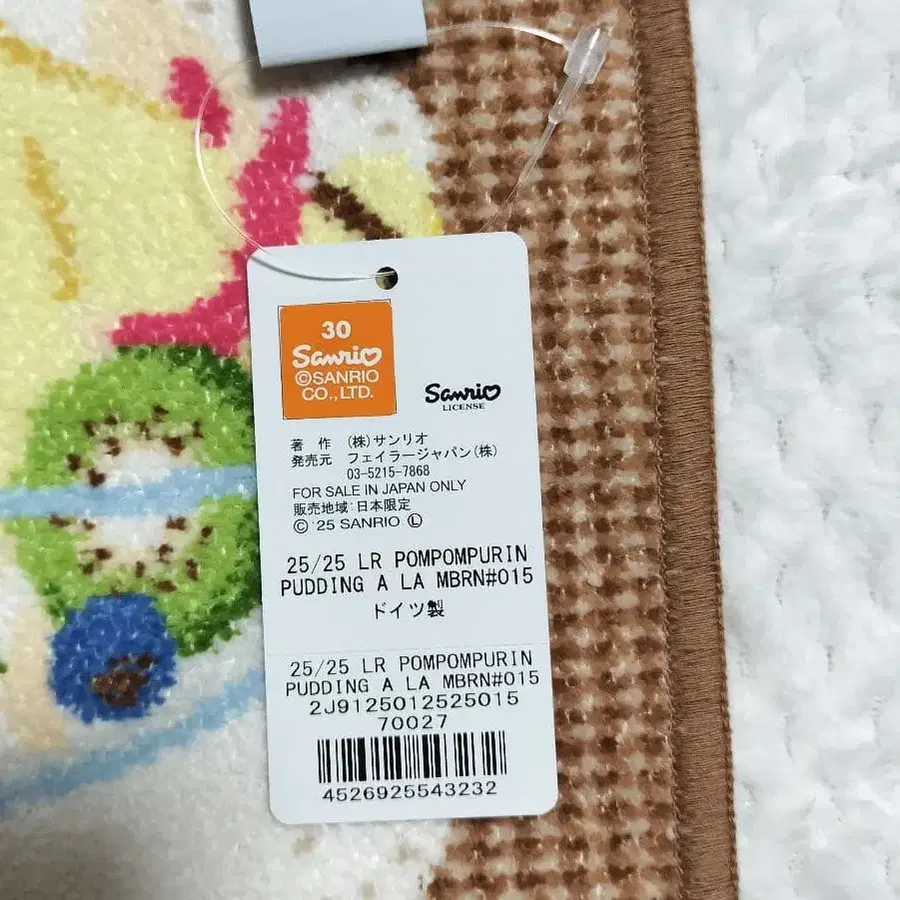 30
Sanrio
©SANRIO
CO.,LTD.
Sanrio
LICENSE
著 作 (株)サンリオ
発売元 フェイラージャパン(株)
03-5215-7868
FOR SALE IN JAPAN ONLY
販売地域:日本限定
© '25 SANRIO Ⓛ
25/25 LR POMPOMPURIN
PUDDING A LA MBRN#015
ドイツ製
25/25 LR POMPOMPURIN
PUDDING A LA MBRN#015
2J9125012525015
70027
4526925543232